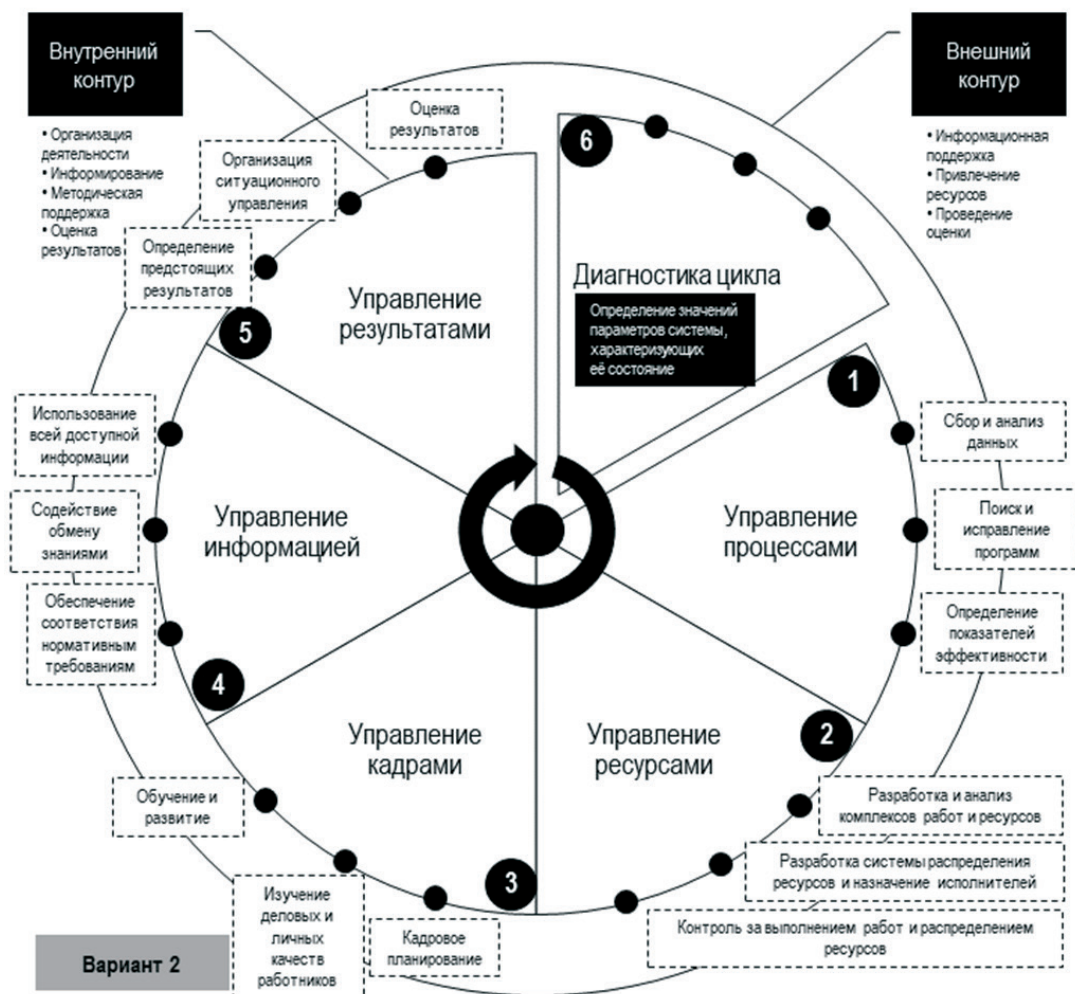 Внутренний
контур
• Организация
деятельности
• Информирование
• Методическая
поддержка
• Оценка
результатов
Внешний
контур
• Информационная
поддержка
• Привлечение
ресурсов
• Проведение
оценки
Оценка
результатов
Организация
ситуационного
управления
Определение
предстоящих
результатов
6
Диагностика цикла
Определение значений
параметров системы,
характеризующих
её состояние
1
Управление
процессами
Сбор и анализ
данных
Поиск и
исправление
программ
Определение
показателей
эффективности
2
Управление
ресурсами
Разработка и анализ
комплексов работ и ресурсов
Разработка системы распределения
ресурсов и назначение исполнителей
Контроль за выполнением работ и распределением
ресурсов
3
Управление
кадрами
Кадровое
планирование
Изучение
деловых и
личных
качеств
работников
Обучение и
развитие
4
Управление
информацией
Обеспечение
соответствия
нормативным
требованиям
Содействие
обмену
знаниями
Использование
всей доступной
информации
5
Управление
результатами
Вариант 2